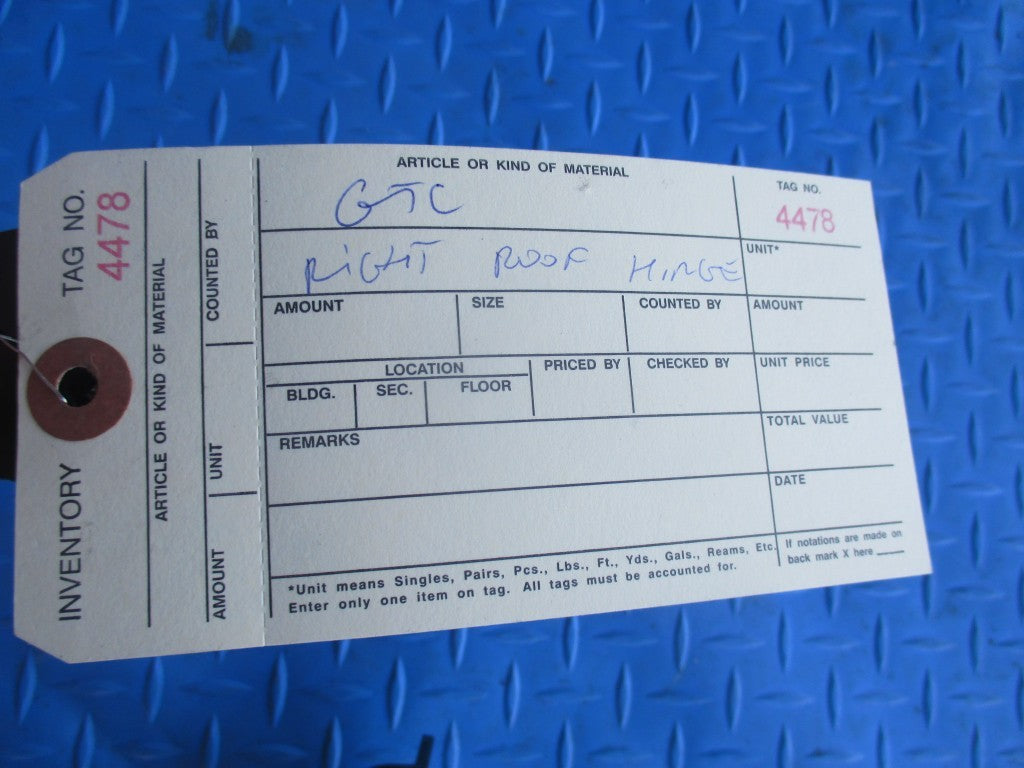 INVENTORY TAG NO.
4478
ARTICLE OR KIND OF MATERIAL
AMOUNT UNIT COUNTED BY
ARTICLE OR KIND OF MATERIAL
GTC
TAG NO.
4478
RIGHT ROOF HINGE
UNIT*
AMOUNT SIZE COUNTED BY AMOUNT
LOCATION PRICED BY CHECKED BY UNIT PRICE
BLDG. SEC. FLOOR
REMARKS
TOTAL VALUE
DATE
*Unit means Singles, Pairs, Pcs., Lbs., Ft., Yds., Gals., Reams, Etc.
Enter only one item on tag. All tags must be accounted for.
If notations are made on
back mark X here